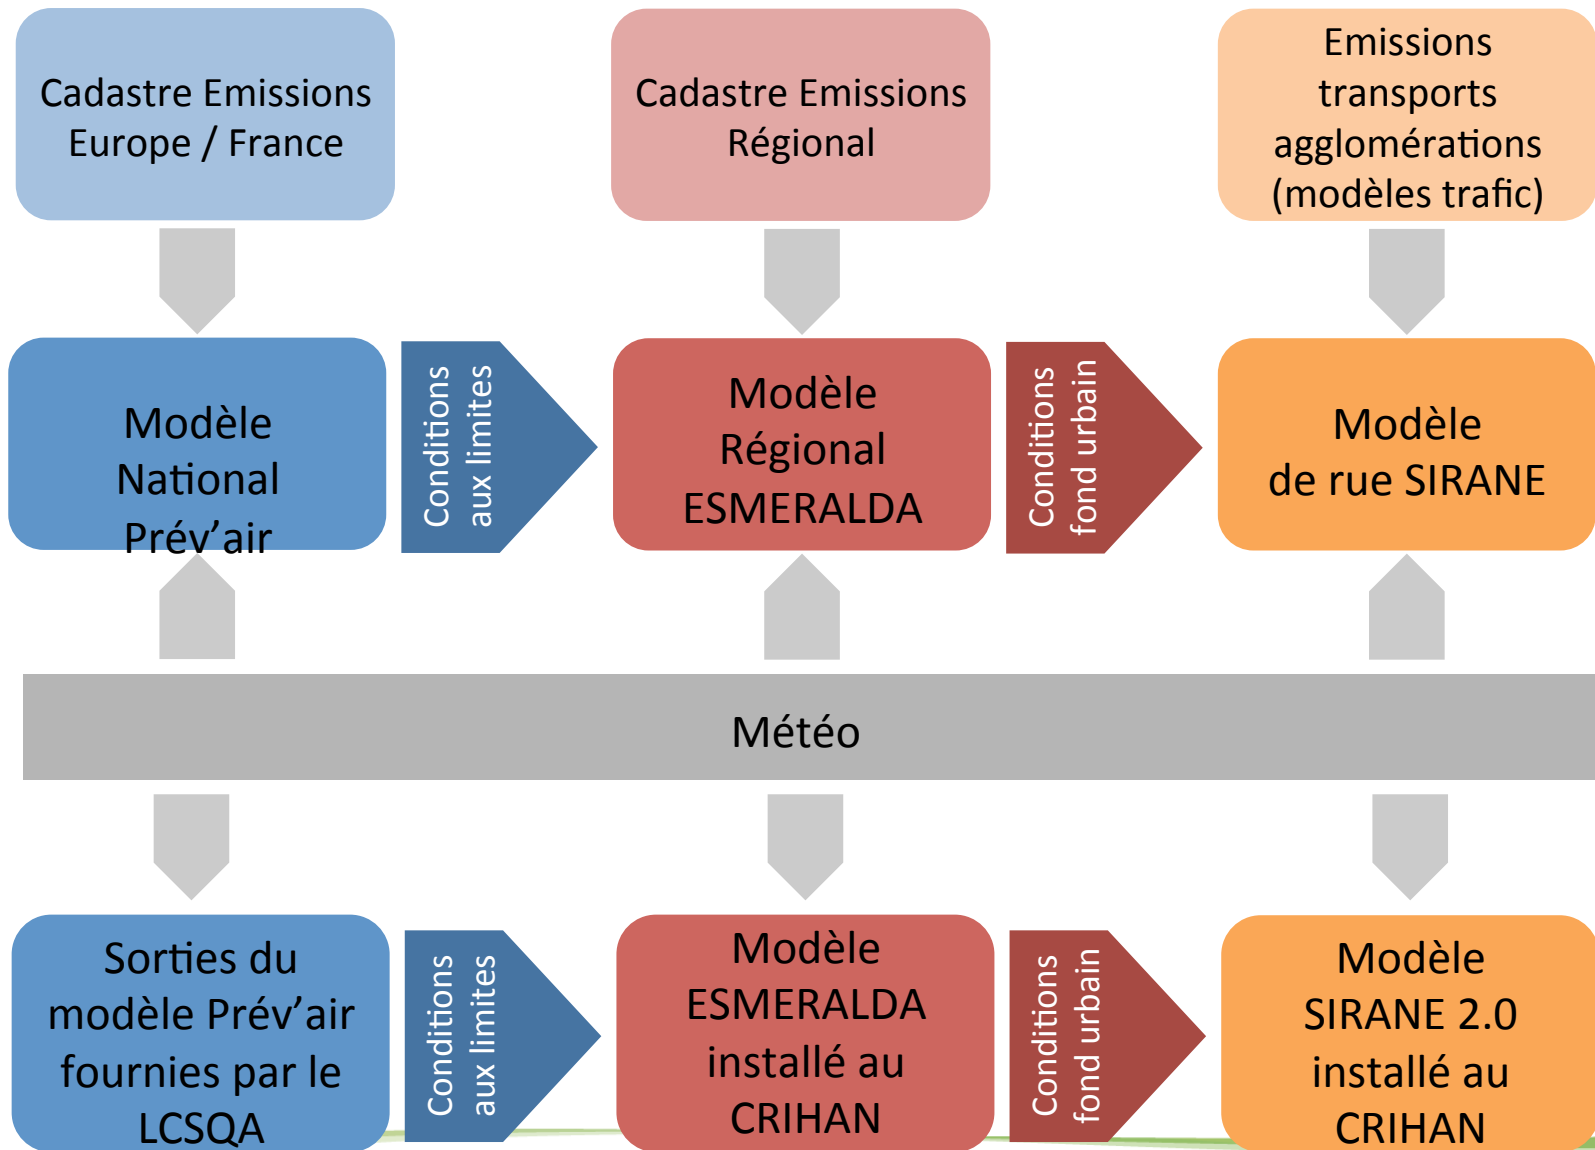 Cadastre Emissions
Europe / France
Cadastre Emissions
Régional
Emissions
transports
agglomérations
(modèles trafic)
Modèle
National
Prév’air
Conditions
aux limites
Modèle
Régional
ESMERALDA
Conditions
fond urbain
Modèle
de rue SIRANE
Météo
Sorties du
modèle Prév’air
fournies par le
LCSQA
Conditions
aux limites
Modèle
ESMERALDA
installé au
CRIHAN
Conditions
fond urbain
Modèle
SIRANE 2.0
installé au
CRIHAN